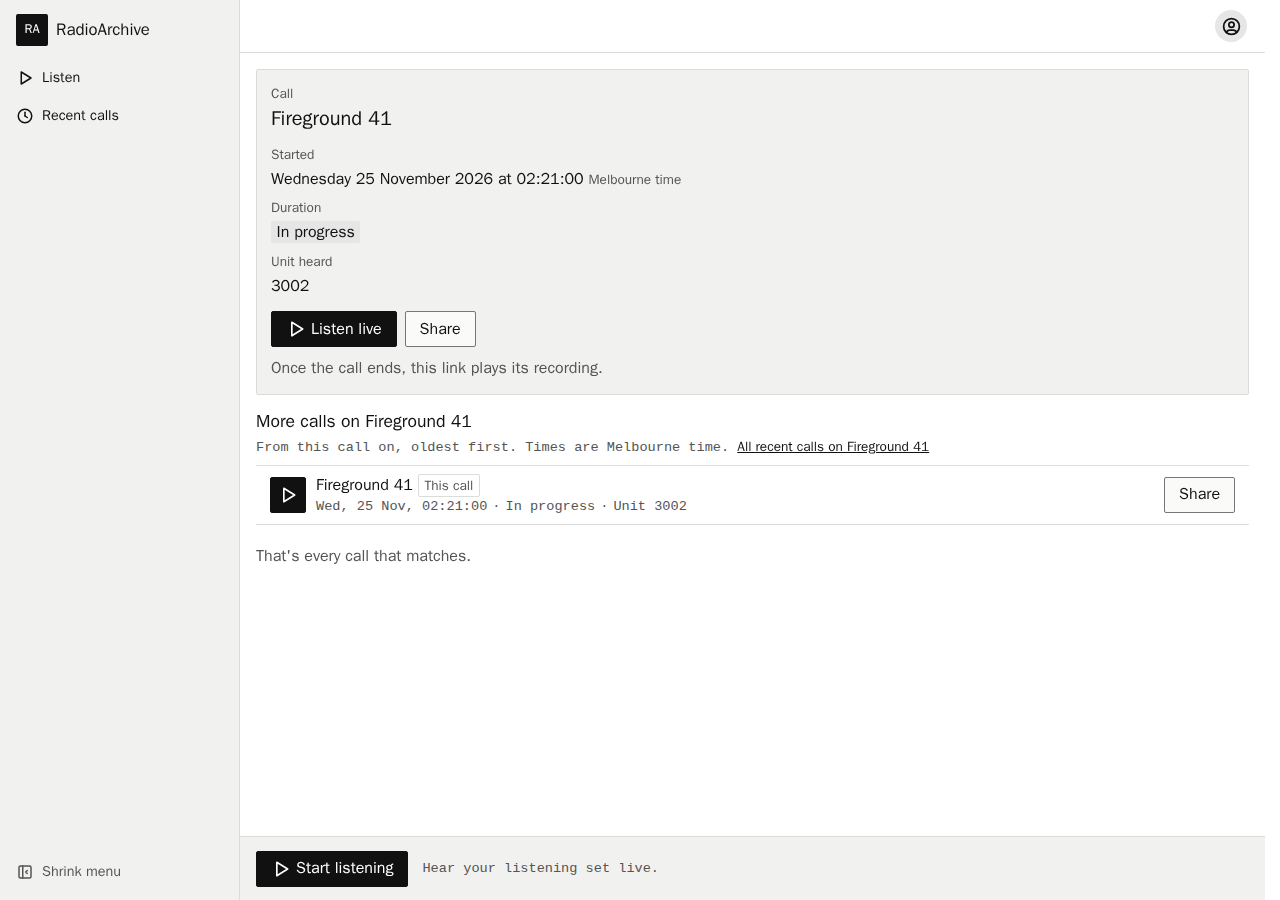 RA RadioArchive
Listen
Recent calls
Call
Fireground 41
Started
Wednesday 25 November 2026 at 02:21:00 Melbourne time
Duration
In progress
Unit heard
3002
Listen live Share
Once the call ends, this link plays its recording.
More calls on Fireground 41
From this call on, oldest first. Times are Melbourne time. All recent calls on Fireground 41
Fireground 41 This call
Wed, 25 Nov, 02:21:00 · In progress · Unit 3002
Share
That's every call that matches.
Shrink menu
Start listening Hear your listening set live.